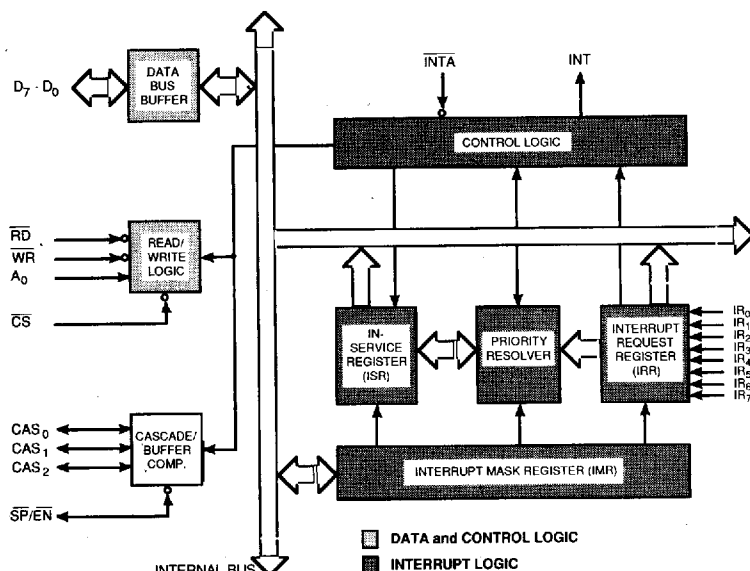 D7 - D0
DATA
BUS
BUFFER
INTA
INT
CONTROL LOGIC
RD
WR
A0
CS
READ/
WRITE
LOGIC
IN-
SERVICE
REGISTER
(ISR)
PRIORITY
RESOLVER
INTERRUPT
REQUEST
REGISTER
(IRR)
IR0
IR1
IR2
IR3
IR4
IR5
IR6
IR7
CAS0
CAS1
CAS2
SP/EN
CASCADE/
BUFFER
COMP.
INTERRUPT MASK REGISTER (IMR)
DATA and CONTROL LOGIC
INTERRUPT LOGIC
INTERNAL BUS